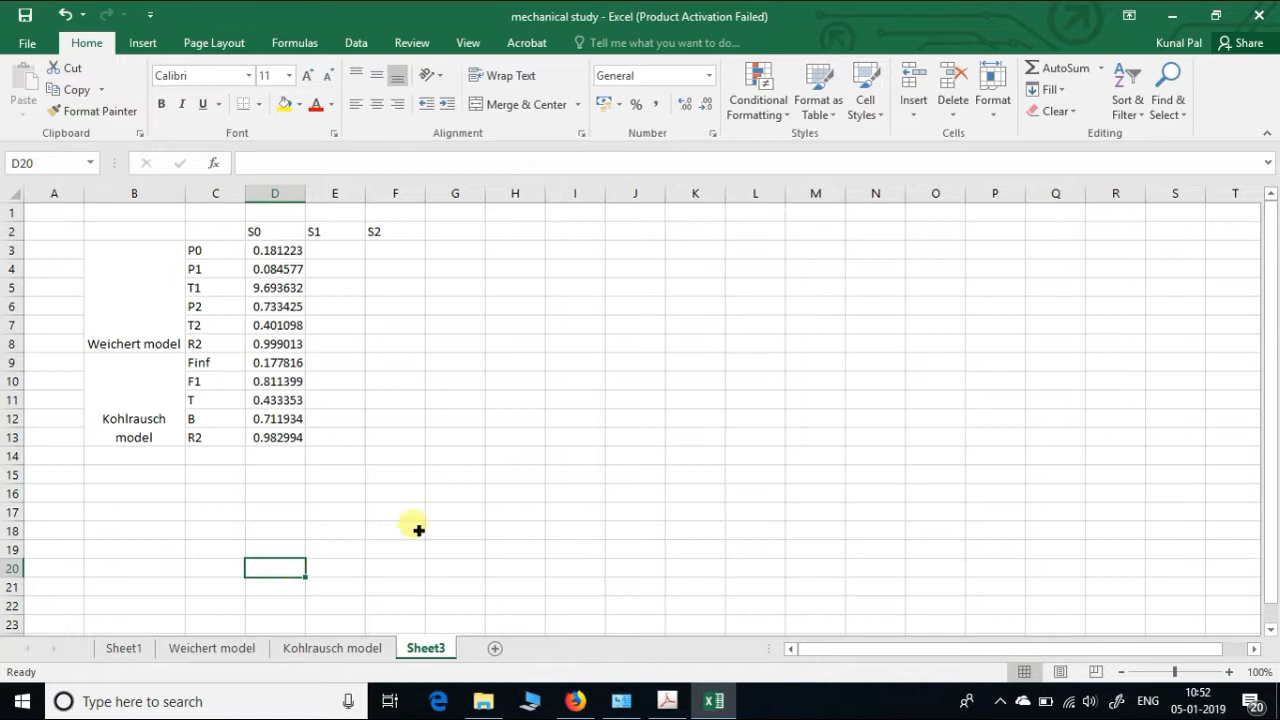 mechanical study - Excel (Product Activation Failed)
File Home Insert Page Layout Formulas Data Review View Acrobat Tell me what you want to do... Kunal Pal Share
Paste Cut Copy Format Painter
Calibri 11 A A B I U A
Wrap Text Merge & Center
General % ,
Conditional Formatting Format as Table Cell Styles
Insert Delete Format
AutoSum Fill Clear Sort & Filter Find & Select
Clipboard Font Alignment Number Styles Cells Editing
D20 fx
A B C D E F G H I J K L M N O P Q R S T
1
2 S0 S1 S2
3 P0 0.181223
4 P1 0.084577
5 T1 9.693632
6 P2 0.733425
7 T2 0.401098
8 Weichert model R2 0.999013
9 Finf 0.177816
10 F1 0.811399
11 T 0.433353
12 Kohlrausch B 0.711934
13 model R2 0.982994
14
15
16
17
18
19
20
21
22
23
Sheet1 Weichert model Kohlrausch model Sheet3
Ready 100%
Type here to search ENG 10:52
05-01-2019 20